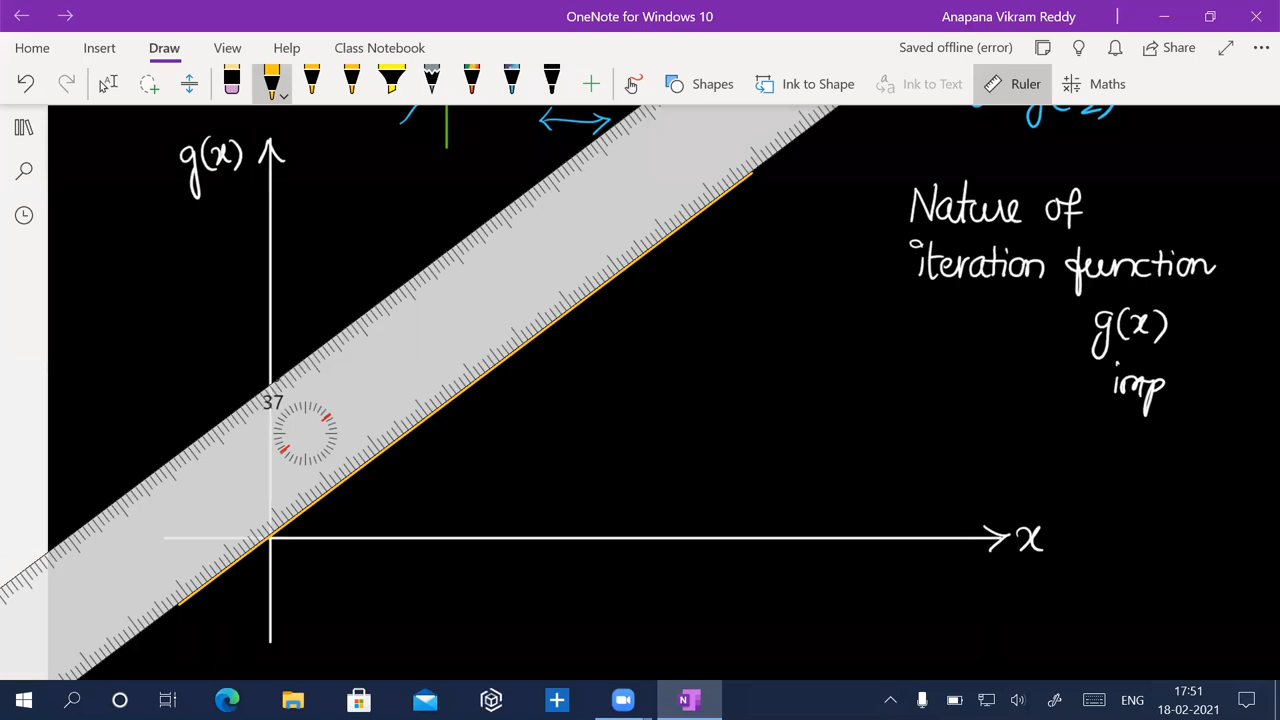 OneNote for Windows 10
Anapana Vikram Reddy
Home Insert Draw View Help Class Notebook
Saved offline (error)
Share
Shapes
Ink to Shape
Ink to Text
Ruler
Maths
g(x)
Nature of
iteration function
g(x)
imp
37
x
ENG
17:51
18-02-2021